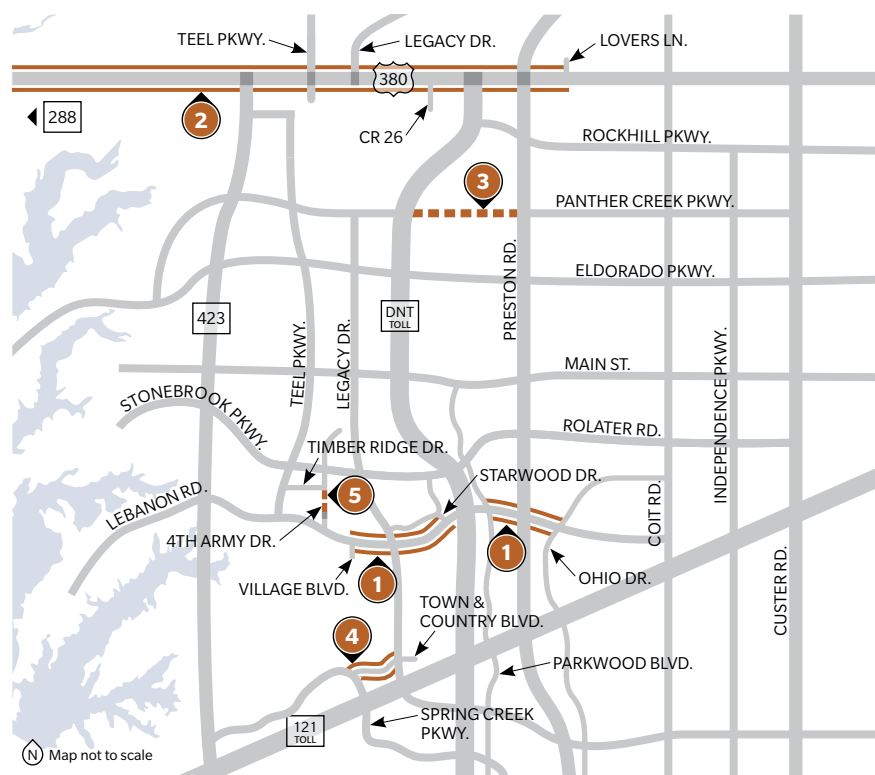 TEEL PKWY.
LEGACY DR.
LOVERS LN.
380
288
2
CR 26
ROCKHILL PKWY.
3
PANTHER CREEK PKWY.
PRESTON RD.
ELDORADO PKWY.
423
DNT
TOLL
TEEL PKWY.
LEGACY DR.
INDEPENDENCE PKWY.
MAIN ST.
STONEBROOK PKWY.
ROLATER RD.
TIMBER RIDGE DR.
STARWOOD DR.
LEBANON RD.
5
COIT RD.
4TH ARMY DR.
1
1
VILLAGE BLVD.
OHIO DR.
CUSTER RD.
TOWN &
COUNTRY BLVD.
4
PARKWOOD BLVD.
121
TOLL
SPRING CREEK
PKWY.
N Map not to scale